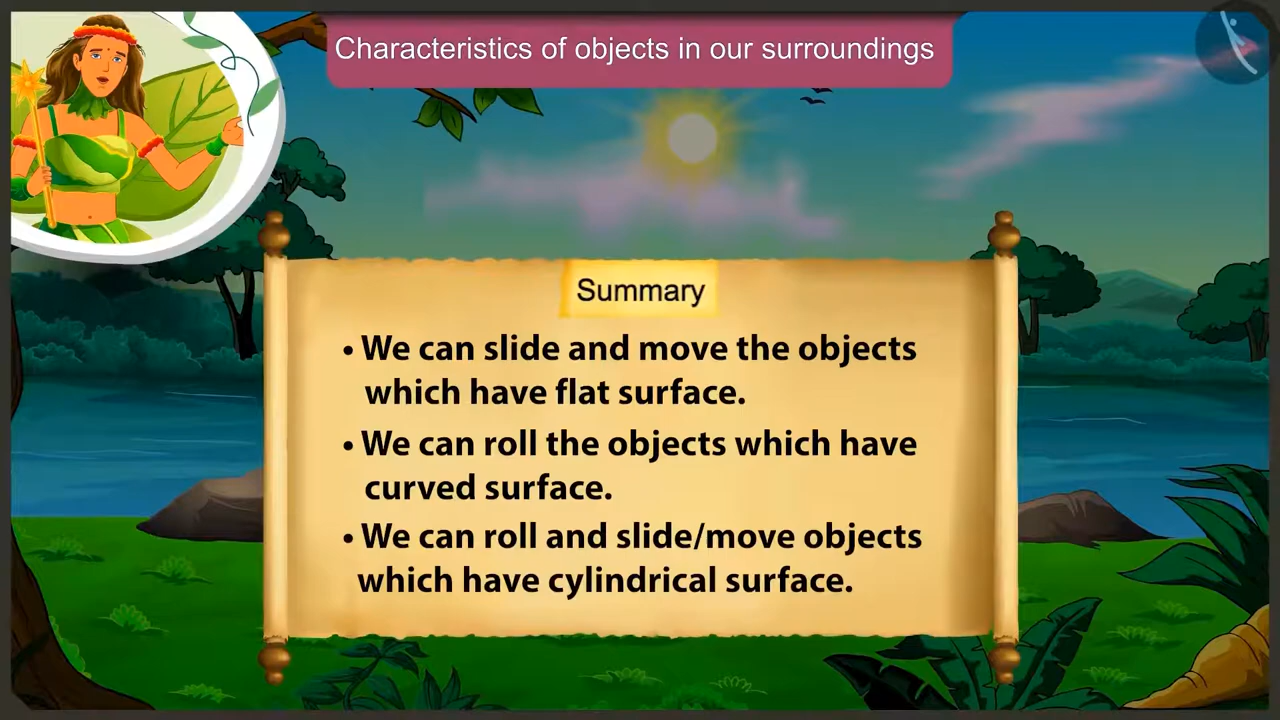 Characteristics of objects in our surroundings
Summary
• We can slide and move the objects
which have flat surface.
• We can roll the objects which have
curved surface.
• We can roll and slide/move objects
which have cylindrical surface.